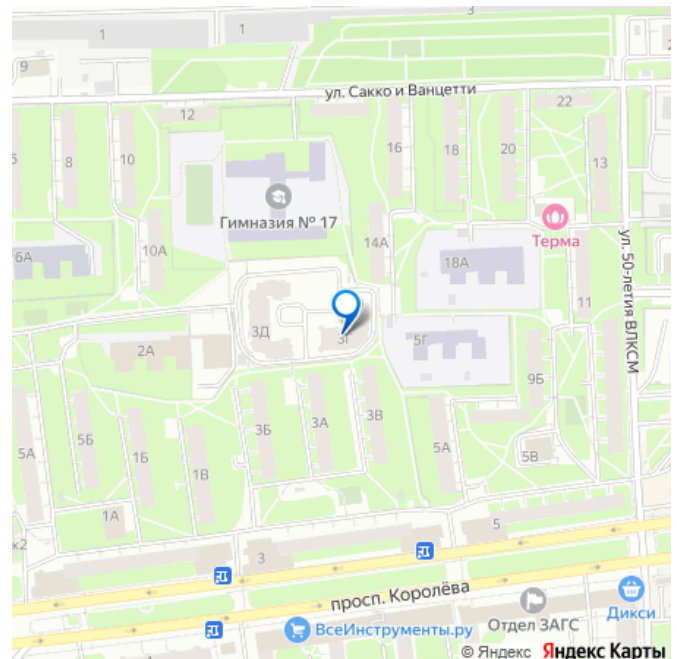 1
1
9
ул. Сакко и Ванцетти
12
22
8
10
16
18
20
13
Гимназия № 17
14А
Терма
6А
10А
18А
ул. 50-летия ВЛКСМ
11
3Д
3Г
5Г
2А
9Б
5Б
1Б
3Б
3А
3В
5А
1В
5А
5В
1А
5
3
к2
просп. Королёва
Отдел ЗАГС
Дикси
ВсеИнструменты.ру
© Яндекс Яндекс Карты